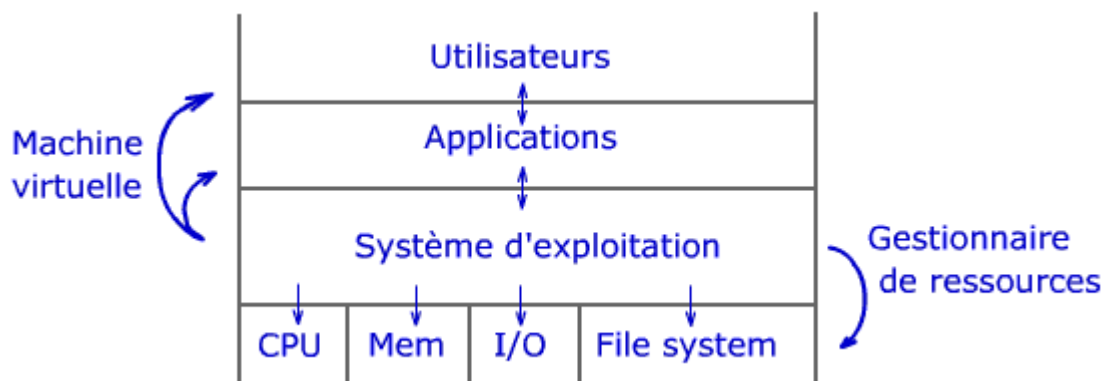 Utilisateurs
Machine
virtuelle
Applications
Système d'exploitation
Gestionnaire
de ressources
CPU
Mem
I/O
File system